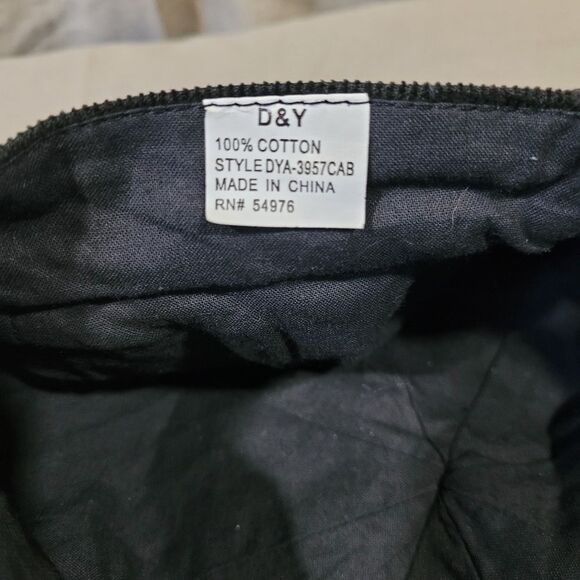 D&Y
100% COTTON
STYLE DYA-3957CAB
MADE IN CHINA
RN# 54976